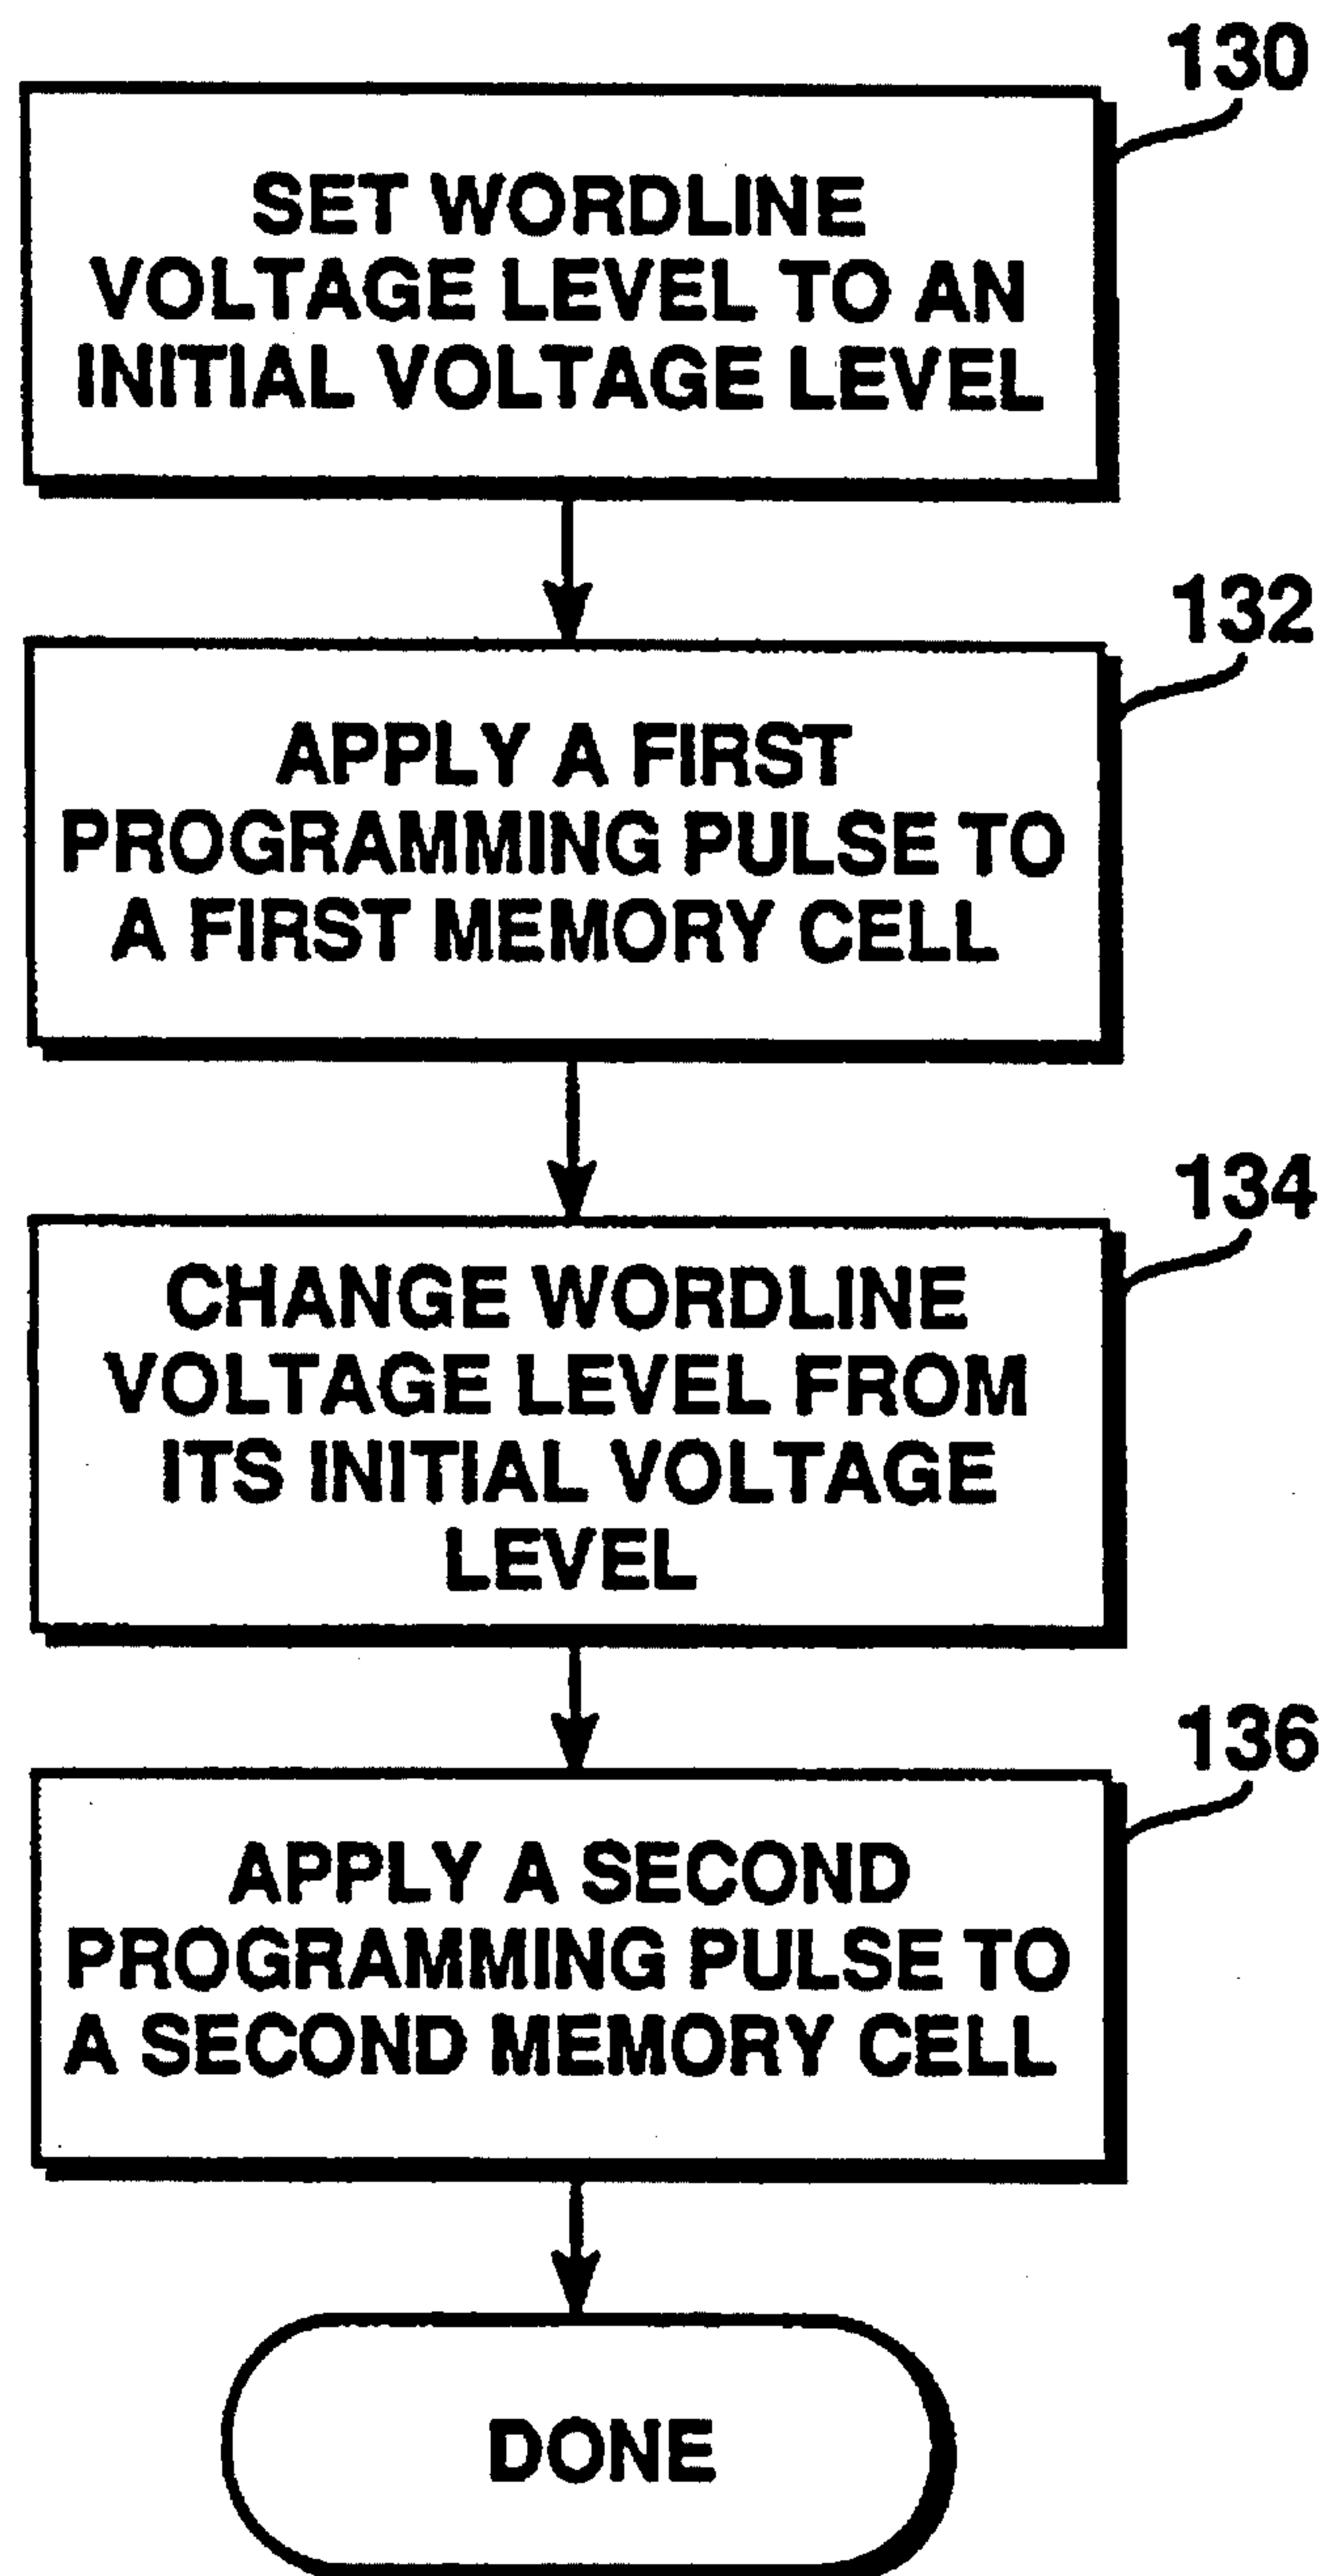 130
SET WORDLINE
VOLTAGE LEVEL TO AN
INITIAL VOLTAGE LEVEL
132
APPLY A FIRST
PROGRAMMING PULSE TO
A FIRST MEMORY CELL
134
CHANGE WORDLINE
VOLTAGE LEVEL FROM
ITS INITIAL VOLTAGE
LEVEL
136
APPLY A SECOND
PROGRAMMING PULSE TO
A SECOND MEMORY CELL
DONE